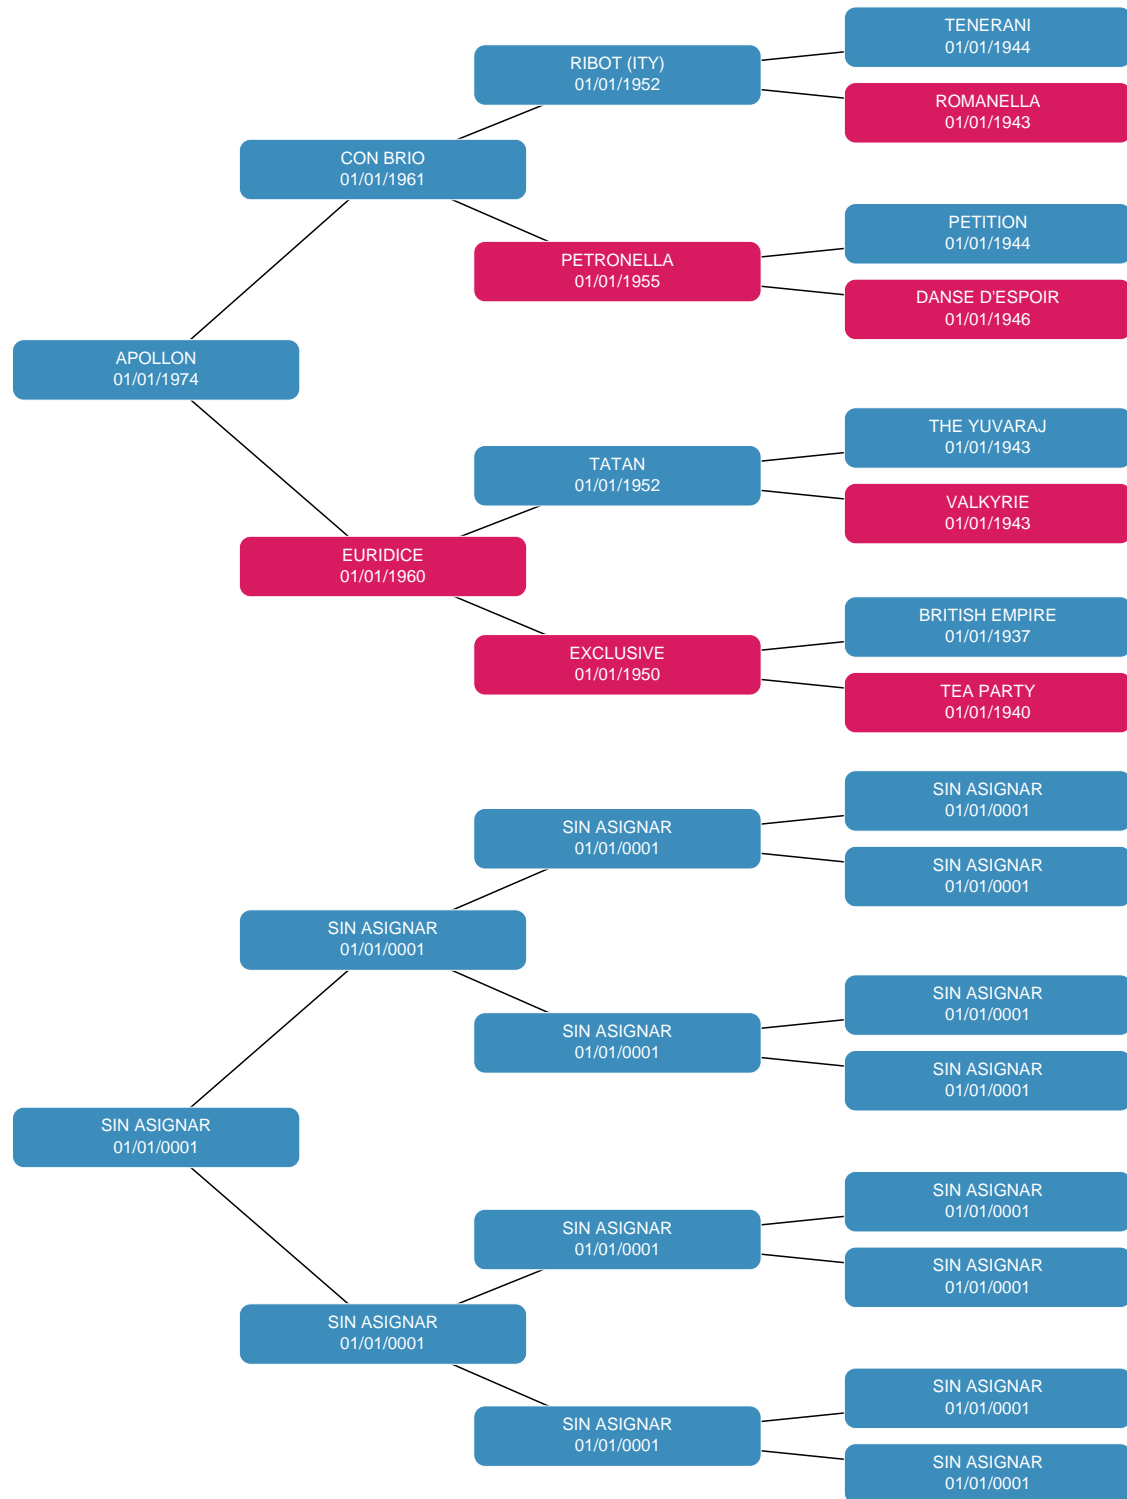 TENERANI
01/01/1944
RIBOT (ITY)
01/01/1952
ROMANELLA
01/01/1943
CON BRIO
01/01/1961
PETITION
01/01/1944
PETRONELLA
01/01/1955
DANSE D'ESPOIR
01/01/1946
APOLLON
01/01/1974
THE YUVARAJ
01/01/1943
TATAN
01/01/1952
VALKYRIE
01/01/1943
EURIDICE
01/01/1960
BRITISH EMPIRE
01/01/1937
EXCLUSIVE
01/01/1950
TEA PARTY
01/01/1940
SIN ASIGNAR
01/01/0001
SIN ASIGNAR
01/01/0001
SIN ASIGNAR
01/01/0001
SIN ASIGNAR
01/01/0001
SIN ASIGNAR
01/01/0001
SIN ASIGNAR
01/01/0001
SIN ASIGNAR
01/01/0001
SIN ASIGNAR
01/01/0001
SIN ASIGNAR
01/01/0001
SIN ASIGNAR
01/01/0001
SIN ASIGNAR
01/01/0001
SIN ASIGNAR
01/01/0001
SIN ASIGNAR
01/01/0001
SIN ASIGNAR
01/01/0001
SIN ASIGNAR
01/01/0001